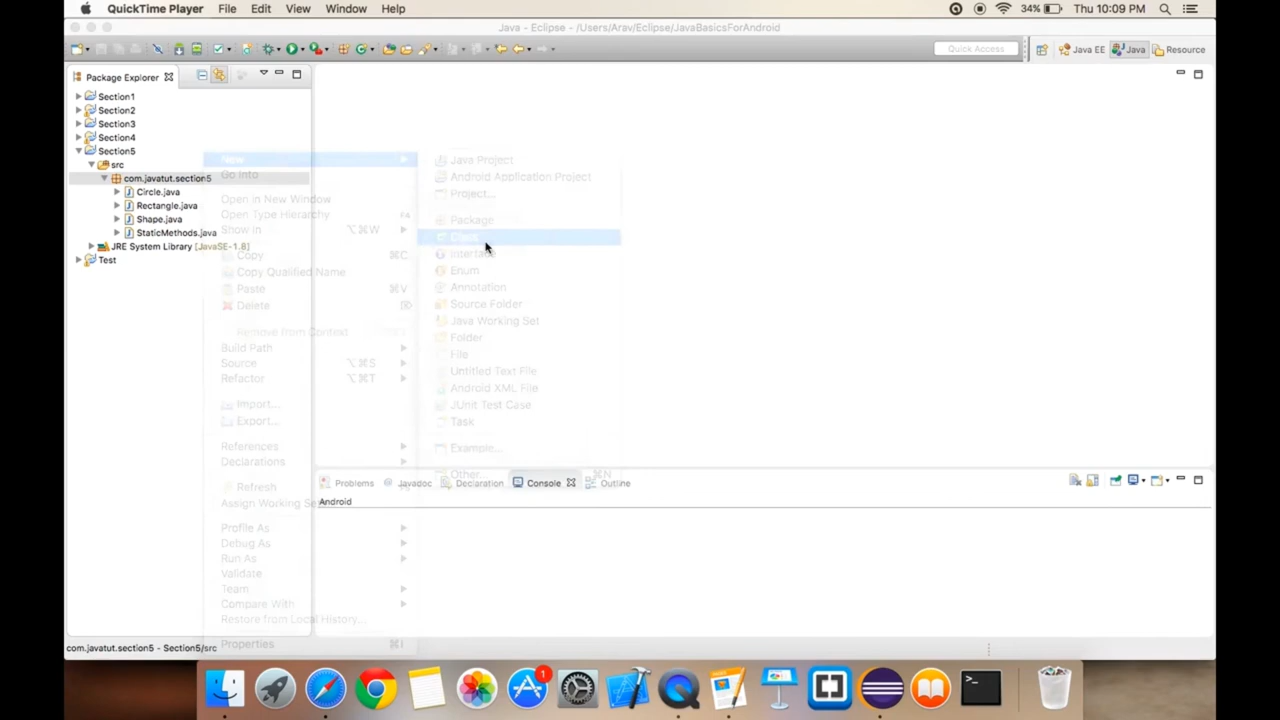 QuickTime Player File Edit View Window Help 34% Thu 10:09 PM
Java - Eclipse - /Users/Arav/Eclipse/JavaBasicsForAndroid
Quick Access Java EE Java Resource
Package Explorer
Section1
Section2
Section3
Section4
Section5
src
com.javatut.section5
Circle.java
Rectangle.java
Shape.java
StaticMethods.java
JRE System Library [JavaSE-1.8]
Test
New
Go Into
Open in New Window
Open Type Hierarchy F4
Show In ⌥⌘W
Copy ⌘C
Copy Qualified Name
Paste ⌘V
Delete ⌦
Remove from Context
Build Path
Source ⌥⌘S
Refactor ⌥⌘T
Import...
Export...
References
Declarations
Refresh
Assign Working Se
Profile As
Debug As
Run As
Validate
Team
Compare With
Restore from Local History...
Properties ⌘I
Java Project
Android Application Project
Project...
Package
Class
Interface
Enum
Annotation
Source Folder
Java Working Set
Folder
File
Untitled Text File
Android XML File
JUnit Test Case
Task
Example...
Other... ⌘N
Problems Javadoc Declaration Console Outline
Android
com.javatut.section5 - Section5/src
1
>_